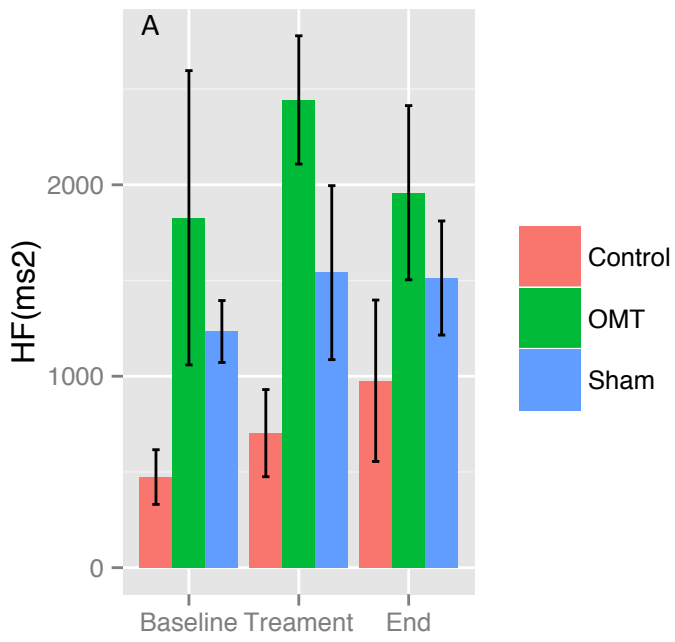 A
HF(ms2)
2000
1000
0
Baseline Treament End
Control
OMT
Sham